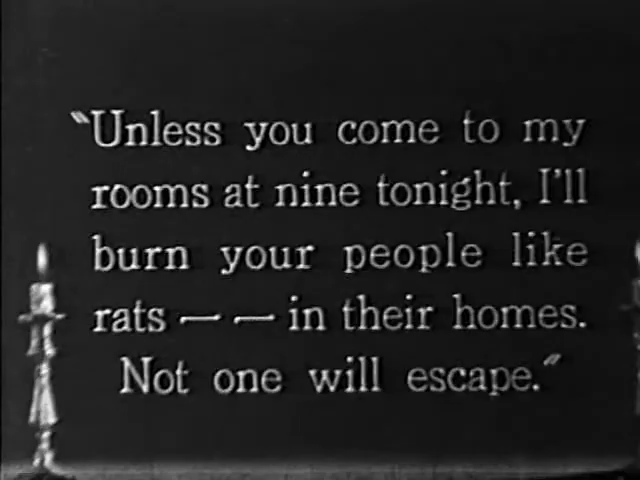 "Unless you come to my
rooms at nine tonight, I'll
burn your people like
rats — — in their homes.
Not one will escape."